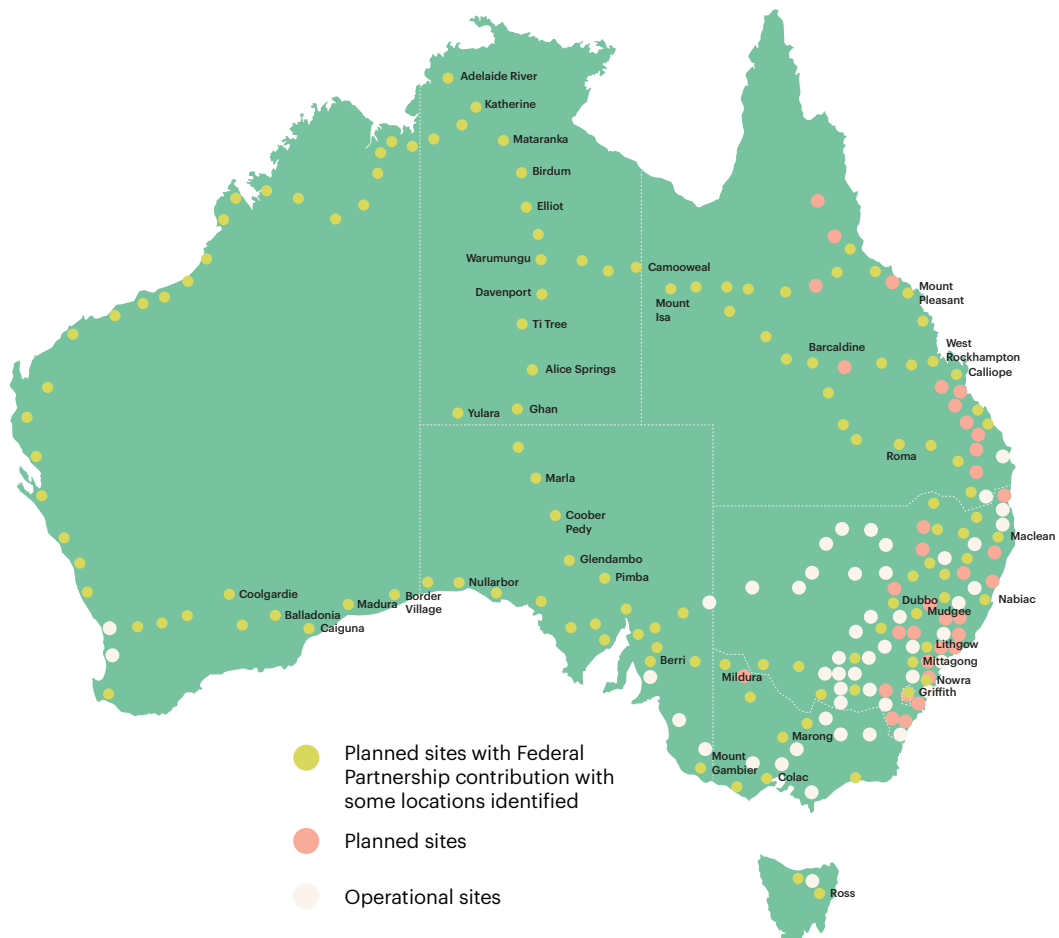 Adelaide River
Katherine
Mataranka
Birdum
Elliot
Warumungu
Camooweal
Davenport
Mount
Isa
Mount
Pleasant
Ti Tree
Barcaldine
West
Rockhampton
Calliope
Alice Springs
Yulara
Ghan
Roma
Marla
Coober
Pedy
Maclean
Glendambo
Pimba
Nullarbor
Coolgardie
Madura
Border
Village
Balladonia
Caiguna
Dubbo
Mudgee
Nabiac
Lithgow
Berri
Mittagong
Mildura
Nowra
Griffith
Marong
Mount
Gambier
Colac
Planned sites with Federal
Partnership contribution with
some locations identified
Planned sites
Operational sites
Ross